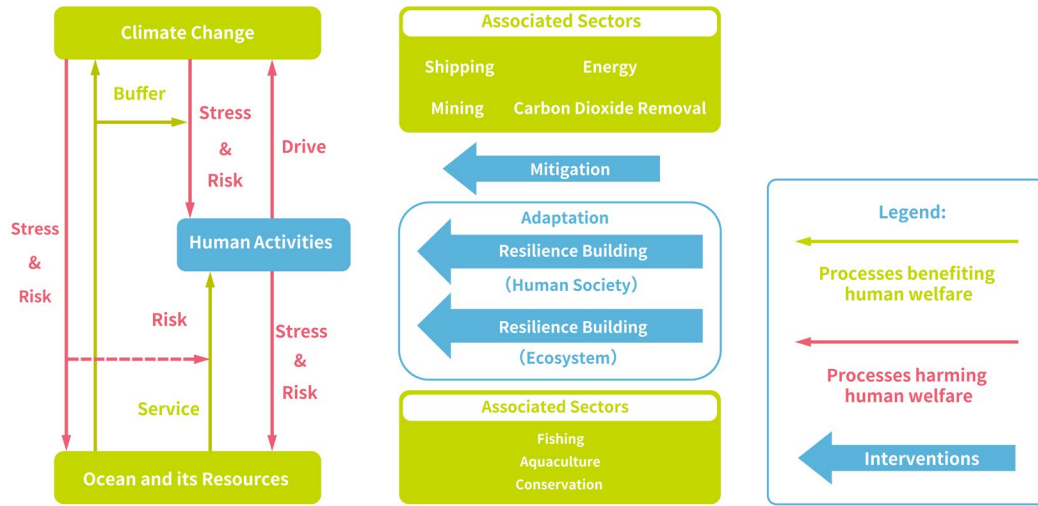 Climate Change
Buffer
Stress
&
Risk
Drive
Stress
&
Risk
Human Activities
Risk
Stress
&
Risk
Service
Ocean and its Resources
Associated Sectors
Shipping Energy
Mining Carbon Dioxide Removal
Mitigation
Adaptation
Resilience Building
(Human Society)
Resilience Building
(Ecosystem)
Associated Sectors
Fishing
Aquaculture
Conservation
Legend:
Processes benefiting
human welfare
Processes harming
human welfare
Interventions